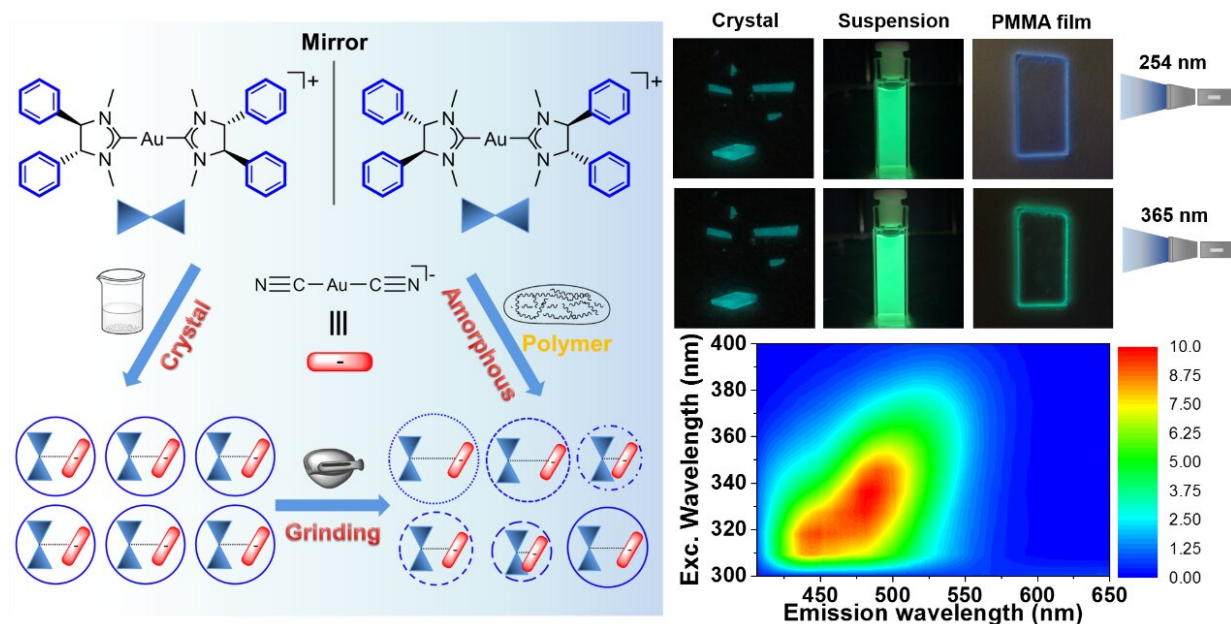 Mirror
N
N
Au
N
N
+
N
N
Au
N
N
+
N≡C-Au-C≡N
-
Crystal
Amorphous
Polymer
-
Grinding
- - -
- - -
- - -
- - -
Crystal
Suspension
PMMA film
254 nm
365 nm
Exc. Wavelength (nm)
400
380
360
340
320
300
450 500 550 600 650
Emission wavelength (nm)
10.0
8.75
7.50
6.25
5.00
3.75
2.50
1.25
0.00